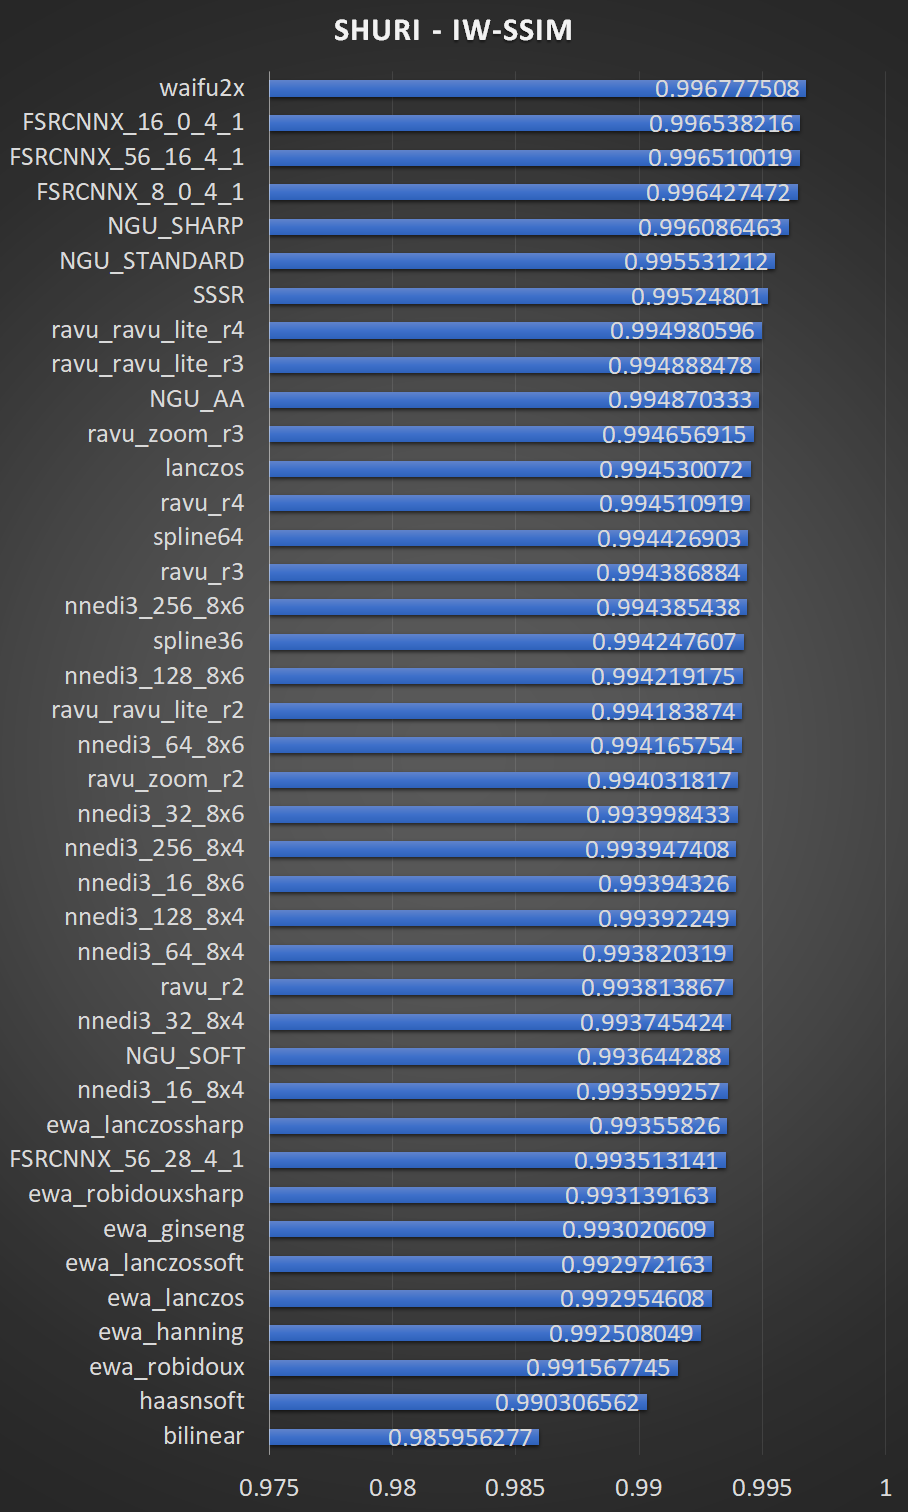 SHURI - IW-SSIM
waifu2x 0.996777508
FSRCNNX_16_0_4_1 0.996538216
FSRCNNX_56_16_4_1 0.996510019
FSRCNNX_8_0_4_1 0.996427472
NGU_SHARP 0.996086463
NGU_STANDARD 0.995531212
SSSR 0.99524801
ravu_ravu_lite_r4 0.994980596
ravu_ravu_lite_r3 0.994888478
NGU_AA 0.994870333
ravu_zoom_r3 0.994656915
lanczos 0.994530072
ravu_r4 0.994510919
spline64 0.994426903
ravu_r3 0.994386884
nnedi3_256_8x6 0.994385438
spline36 0.994247607
nnedi3_128_8x6 0.994219175
ravu_ravu_lite_r2 0.994183874
nnedi3_64_8x6 0.994165754
ravu_zoom_r2 0.994031817
nnedi3_32_8x6 0.993998433
nnedi3_256_8x4 0.993947408
nnedi3_16_8x6 0.99394326
nnedi3_128_8x4 0.99392249
nnedi3_64_8x4 0.993820319
ravu_r2 0.993813867
nnedi3_32_8x4 0.993745424
NGU_SOFT 0.993644288
nnedi3_16_8x4 0.993599257
ewa_lanczossharp 0.99355826
FSRCNNX_56_28_4_1 0.993513141
ewa_robidouxsharp 0.993139163
ewa_ginseng 0.993020609
ewa_lanczossoft 0.992972163
ewa_lanczos 0.992954608
ewa_hanning 0.992508049
ewa_robidoux 0.991567745
haasnsoft 0.990306562
bilinear 0.985956277
0.975 0.98 0.985 0.99 0.995 1